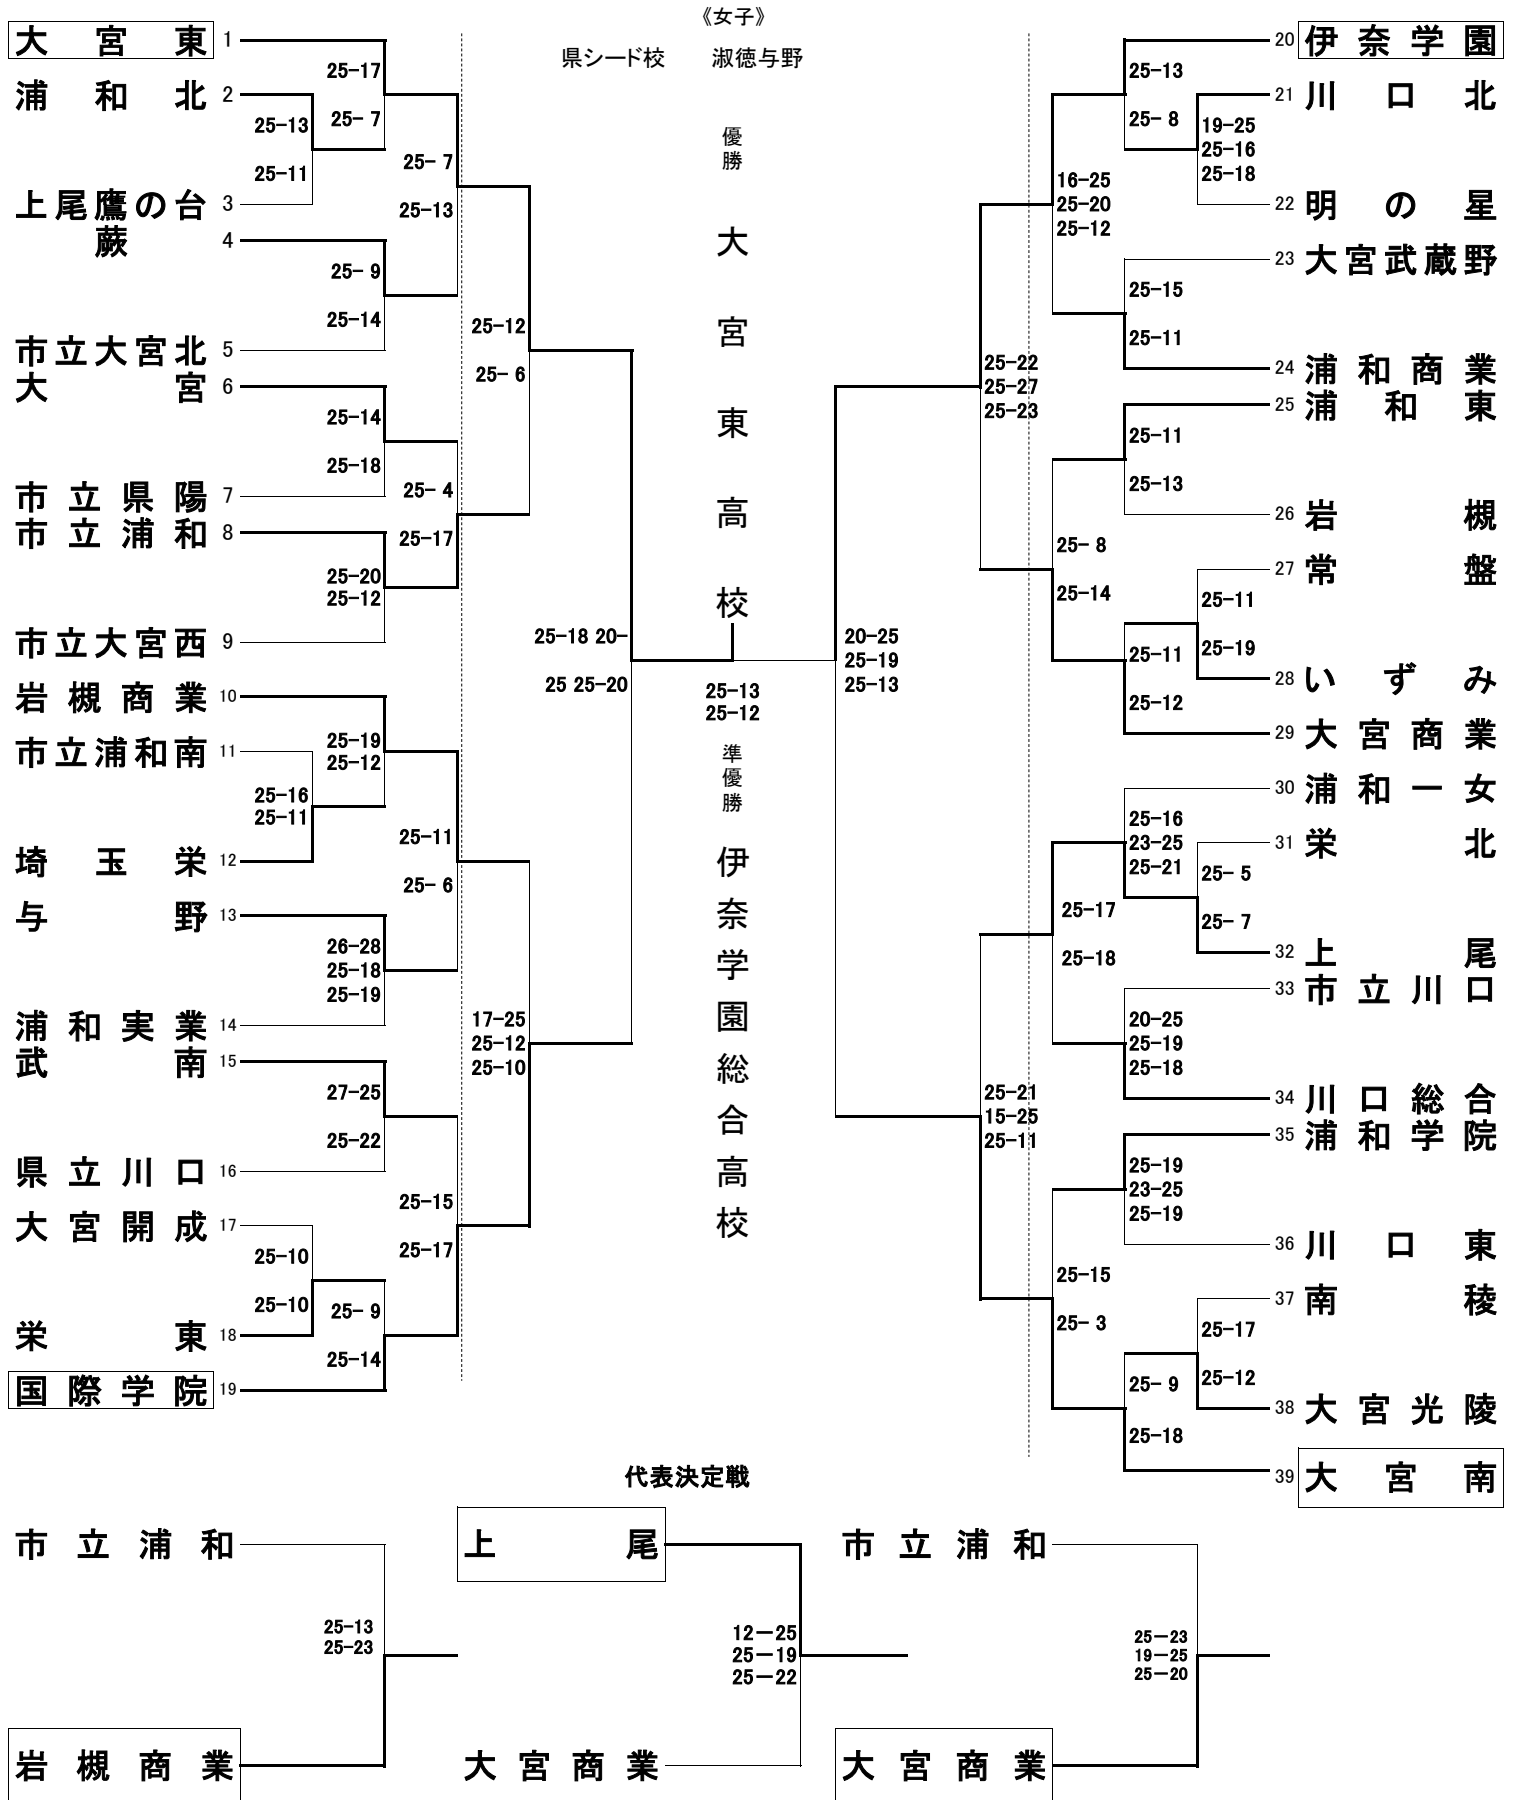 《女子》
県シード校 淑徳与野
優勝
大宮東高校
25-13
25-12
準優勝
伊奈学園総合高校
大宮東 1
25-17
浦和北 2
25-13
25- 7
25-11
25- 7
上尾鷹の台 3
25-13
蕨 4
25- 9
25-14
25-12
市立大宮北 5
25- 6
大宮 6
25-14
25-18
25- 4
市立県陽 7
25-17
市立浦和 8
25-20
25-12
市立大宮西 9
25-18 20-
25 25-20
岩槻商業 10
25-19
25-12
市立浦和南 11
25-16
25-11
25-11
埼玉栄 12
25- 6
与野 13
26-28
25-18
25-19
浦和実業 14
17-25
25-12
25-10
武南 15
27-25
25-22
県立川口 16
25-15
大宮開成 17
25-17
25-10
25-10
25- 9
栄東 18
25-14
国際学院 19
20 伊奈学園
25-13
21 川口北
25- 8
19-25
25-16
25-18
22 明の星
16-25
25-20
25-12
23 大宮武蔵野
25-15
25-11
24 浦和商業
25-22
25-27
25-23
25 浦和東
25-11
25-13
26 岩槻
25- 8
25-14
27 常盤
25-11
25-19
28 いずみ
25-11
25-12
29 大宮商業
20-25
25-19
25-13
30 浦和一女
25-16
23-25
25-21
31 栄北
25- 5
25- 7
32 上尾
25-17
25-18
33 市立川口
20-25
25-19
25-18
34 川口総合
25-21
15-25
25-11
35 浦和学院
25-19
23-25
25-19
36 川口東
25-15
25- 3
37 南稜
25-17
25-12
38 大宮光陵
25- 9
25-18
39 大宮南
代表決定戦
市立浦和
25-13
25-23
岩槻商業
上尾
12-25
25-19
25-22
大宮商業
市立浦和
25-23
19-25
25-20
大宮商業